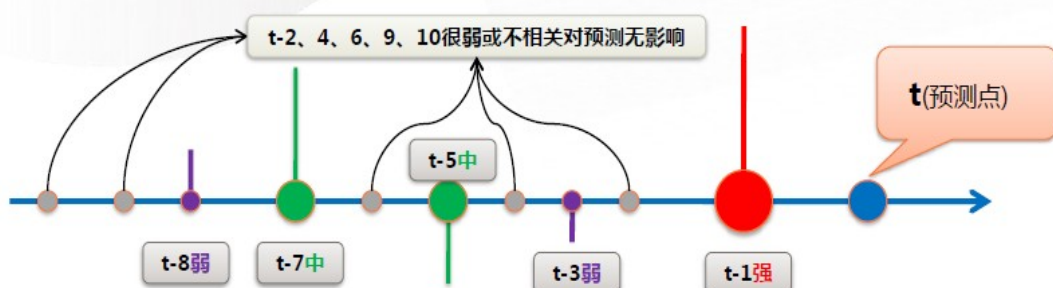 t-2、4、6、9、10很弱或不相关对预测无影响
t(预测点)
t-5中
t-8弱
t-7中
t-3弱
t-1强